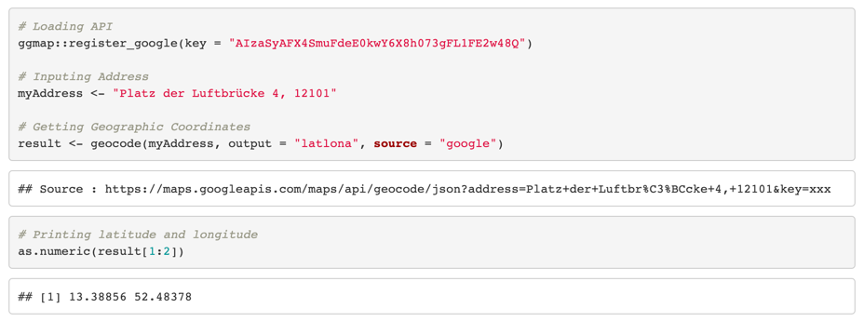 # Loading API
ggmap::register_google(key = "AIzaSyAFX4SmuFdeE0kwY6X8h073gFL1FE2w48Q")
# Inputing Address
myAddress <- "Platz der Luftbrücke 4, 12101"
# Getting Geographic Coordinates
result <- geocode(myAddress, output = "latlona", source = "google")
## Source : https://maps.googleapis.com/maps/api/geocode/json?address=Platz+der+Luftbr%C3%BCcke+4,+12101&key=xxx
# Printing latitude and longitude
as.numeric(result[1:2])
## [1] 13.38856 52.48378